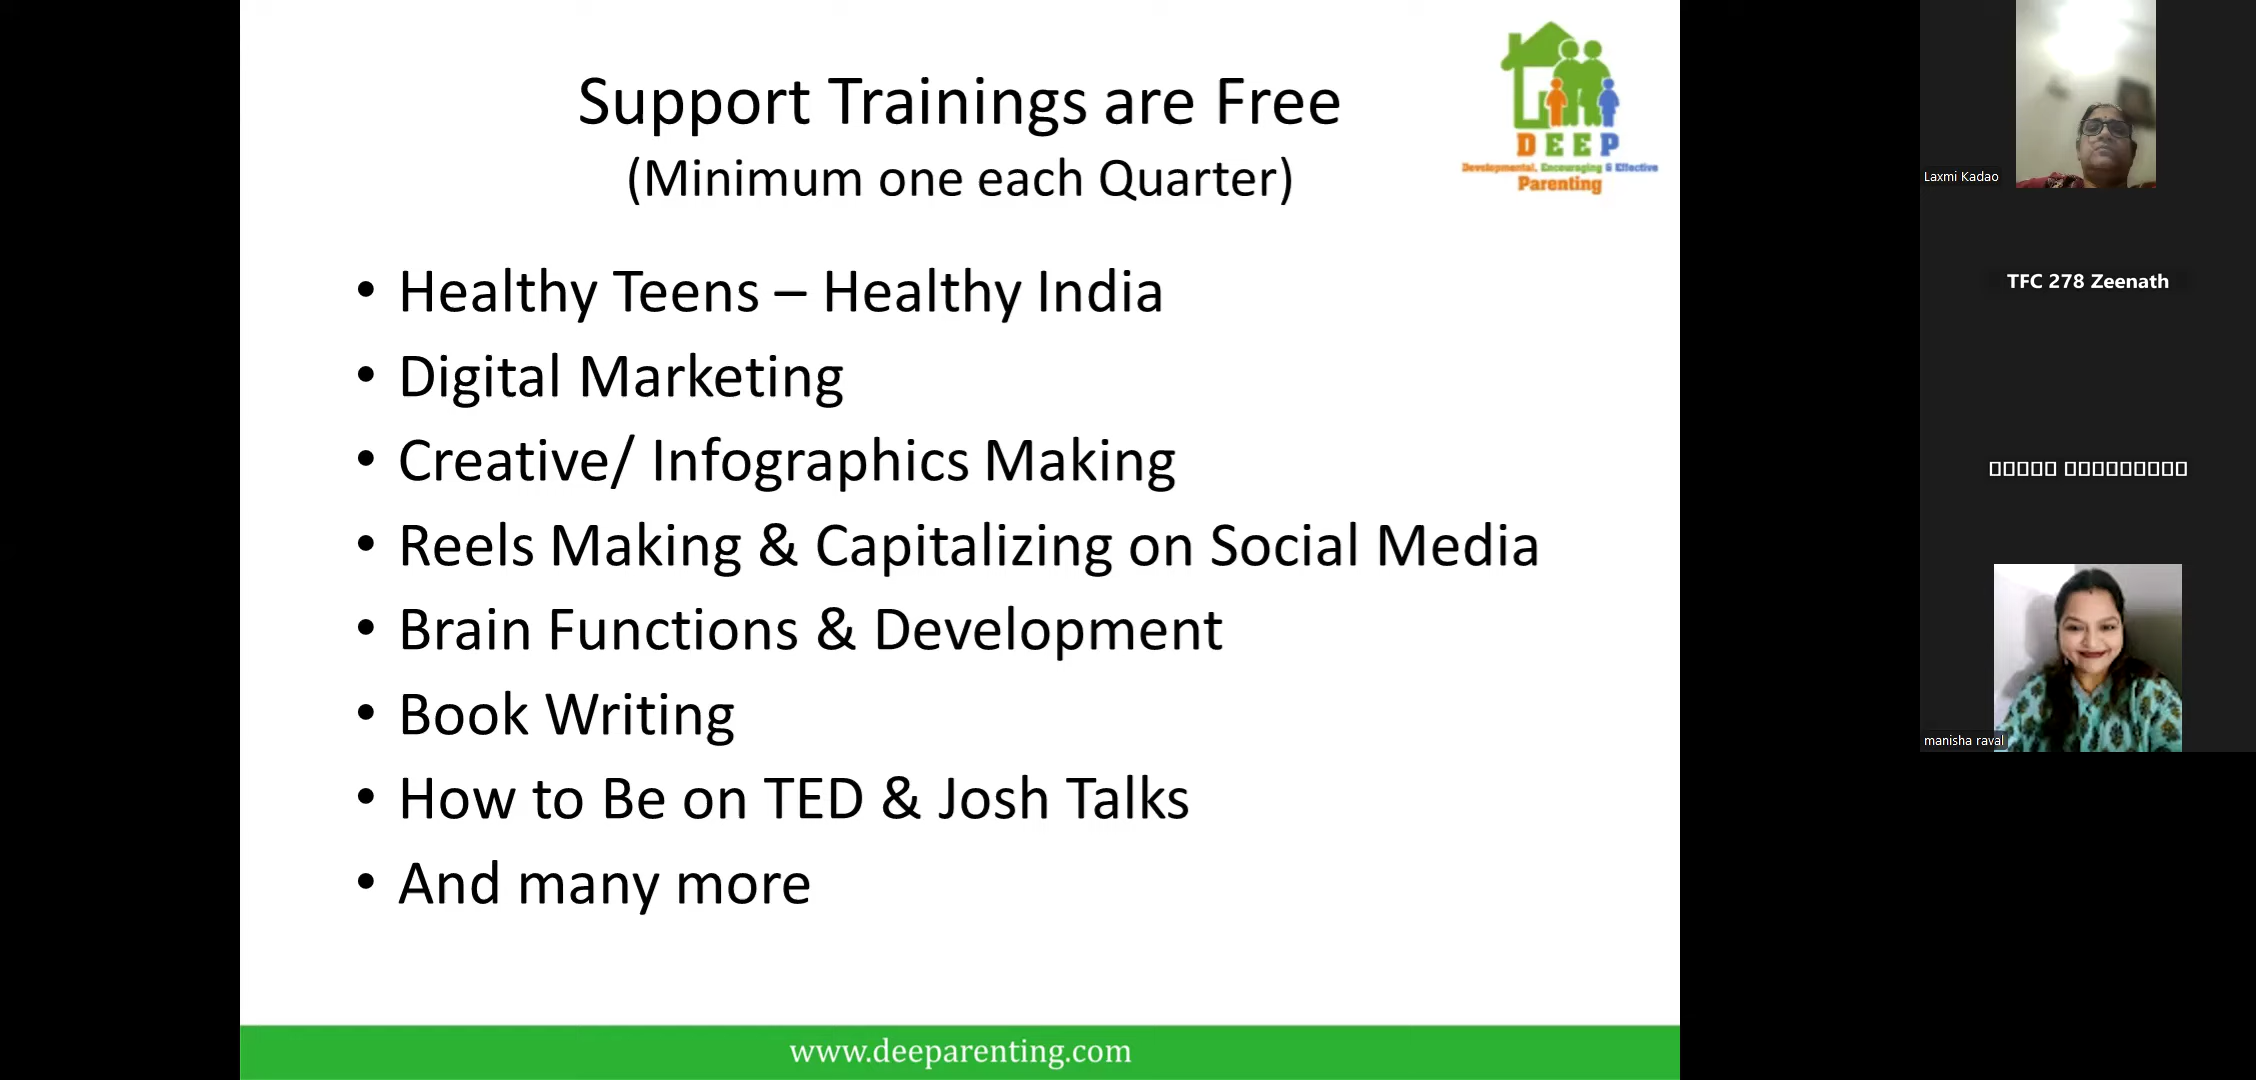 Support Trainings are Free
(Minimum one each Quarter)
DEEP
Developmental, Encouraging & Effective
Parenting
• Healthy Teens – Healthy India
• Digital Marketing
• Creative/ Infographics Making
• Reels Making & Capitalizing on Social Media
• Brain Functions & Development
• Book Writing
• How to Be on TED & Josh Talks
• And many more
www.deeparenting.com
Laxmi Kadao
TFC 278 Zeenath
manisha raval